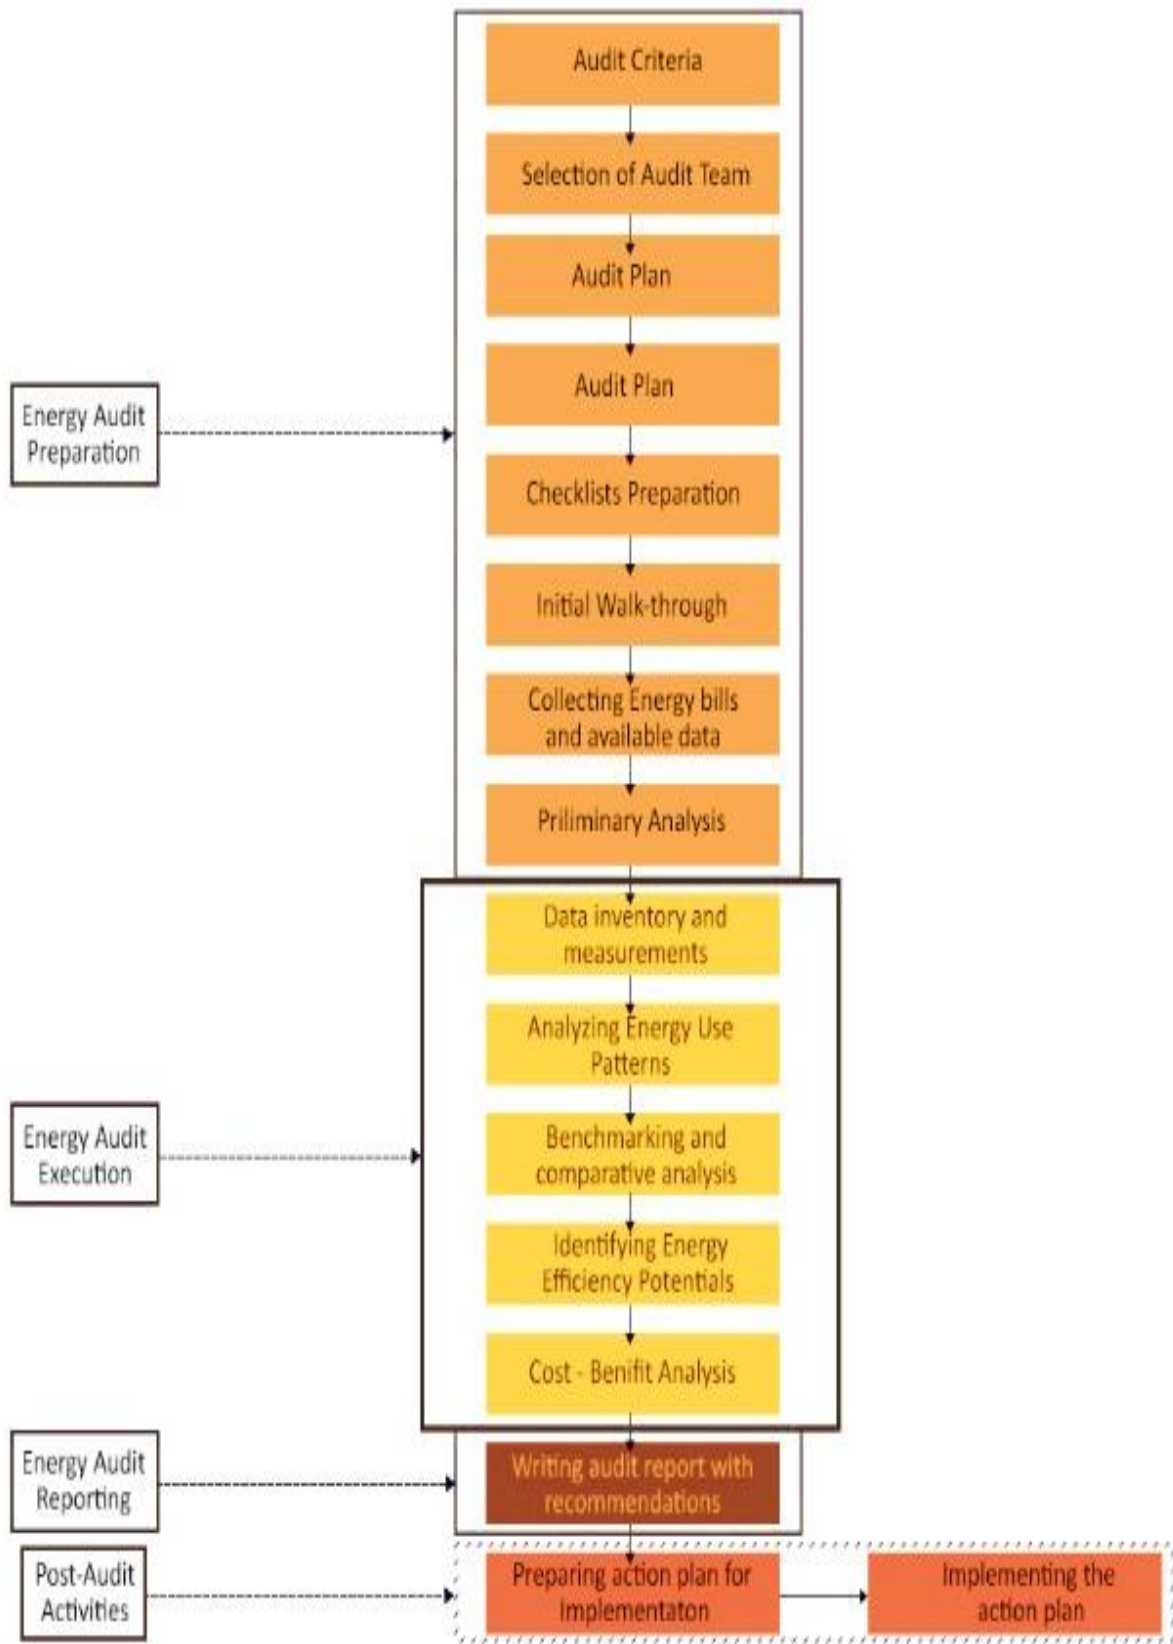 Audit Criteria
Selection of Audit Team
Audit Plan
Audit Plan
Energy Audit
Preparation
Checklists Preparation
Initial Walk-through
Collecting Energy bills
and available data
Priliminary Analysis
Data inventory and
measurements
Analyzing Energy Use
Patterns
Energy Audit
Execution
Benchmarking and
comparative analysis
Identifying Energy
Efficiency Potentials
Cost - Benifit Analysis
Energy Audit
Reporting
Writing audit report with
recommendations
Post-Audit
Activities
Preparing action plan for
Implementaton
Implementing the
action plan